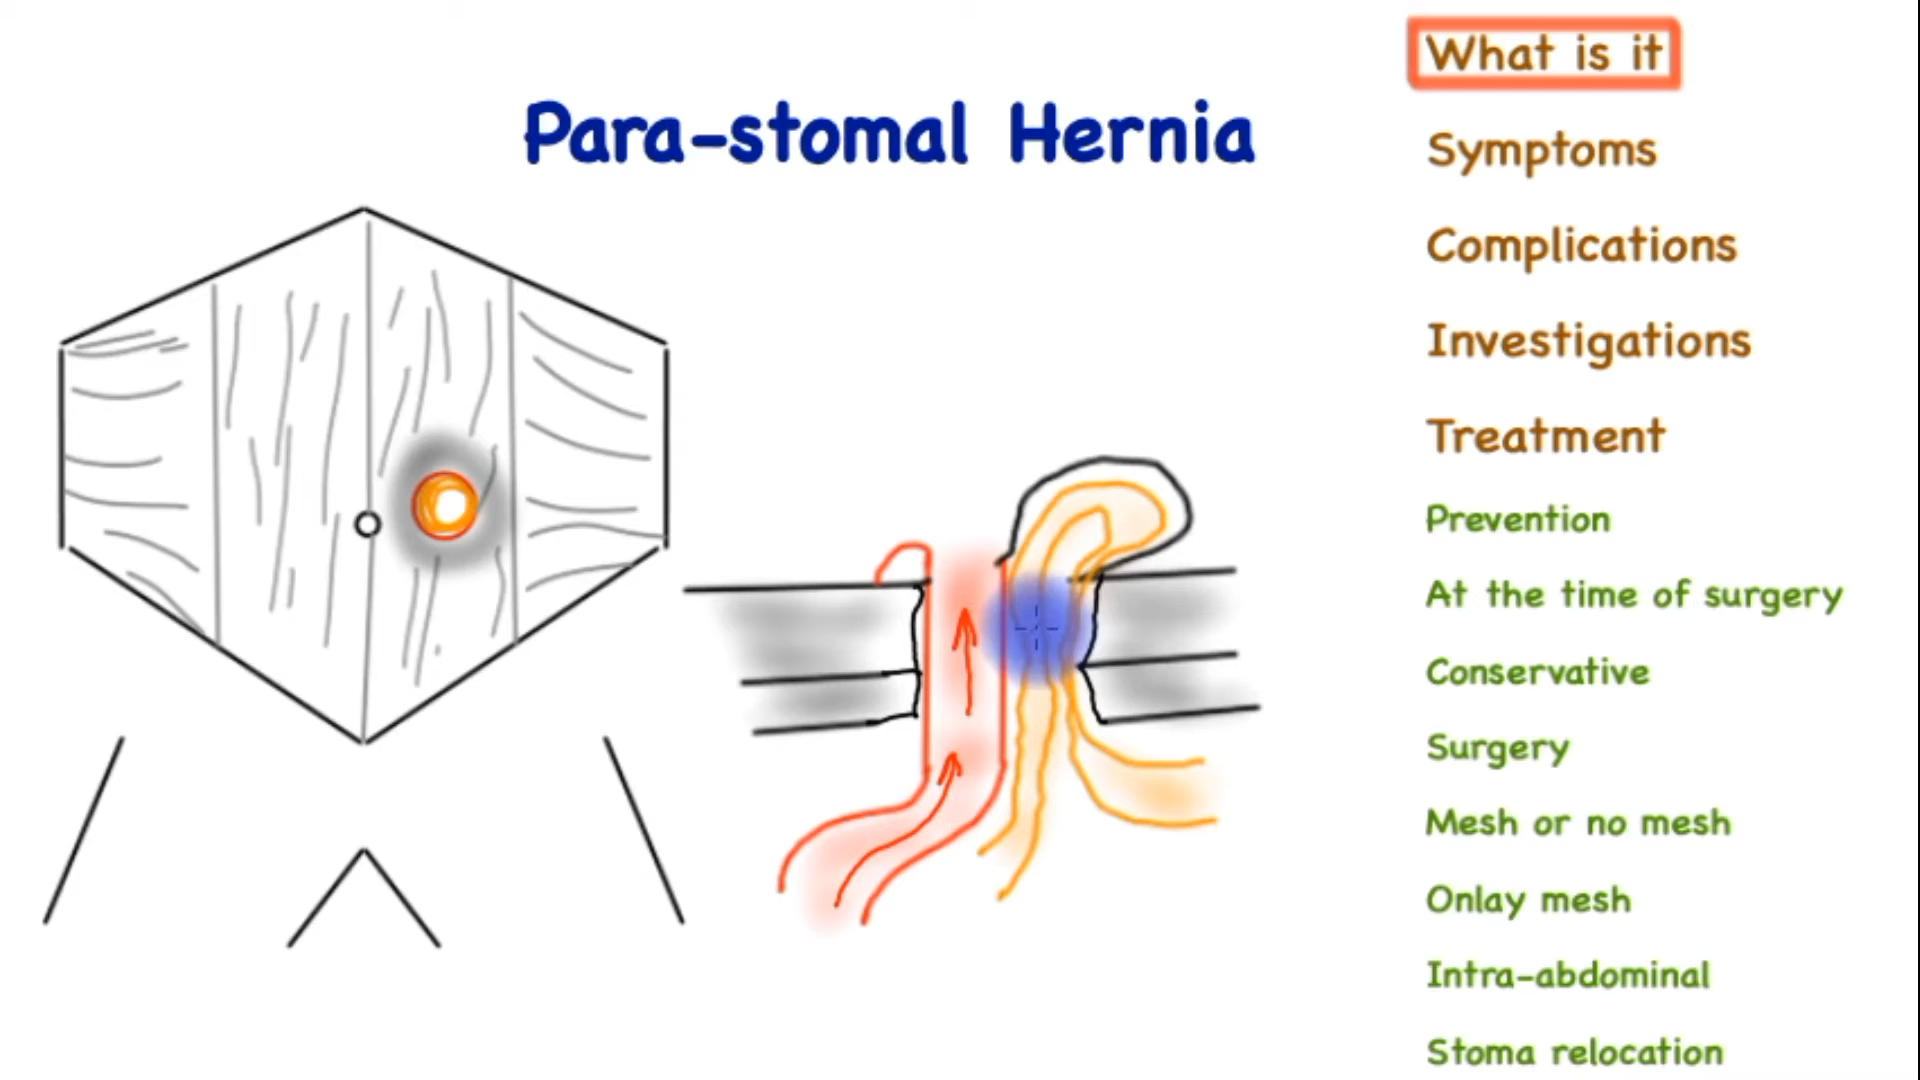 Para-stomal Hernia
What is it
Symptoms
Complications
Investigations
Treatment
Prevention
At the time of surgery
Conservative
Surgery
Mesh or no mesh
Onlay mesh
Intra-abdominal
Stoma relocation